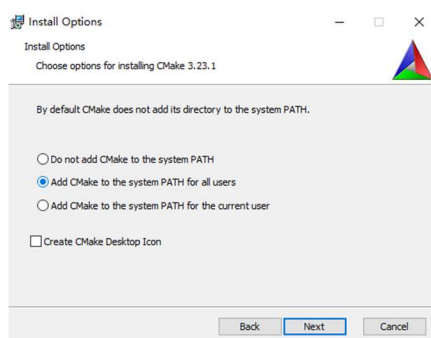 Install Options
Install Options
Choose options for installing CMake 3.23.1
By default CMake does not add its directory to the system PATH.
Do not add CMake to the system PATH
Add CMake to the system PATH for all users
Add CMake to the system PATH for the current user
Create CMake Desktop Icon
Back Next Cancel